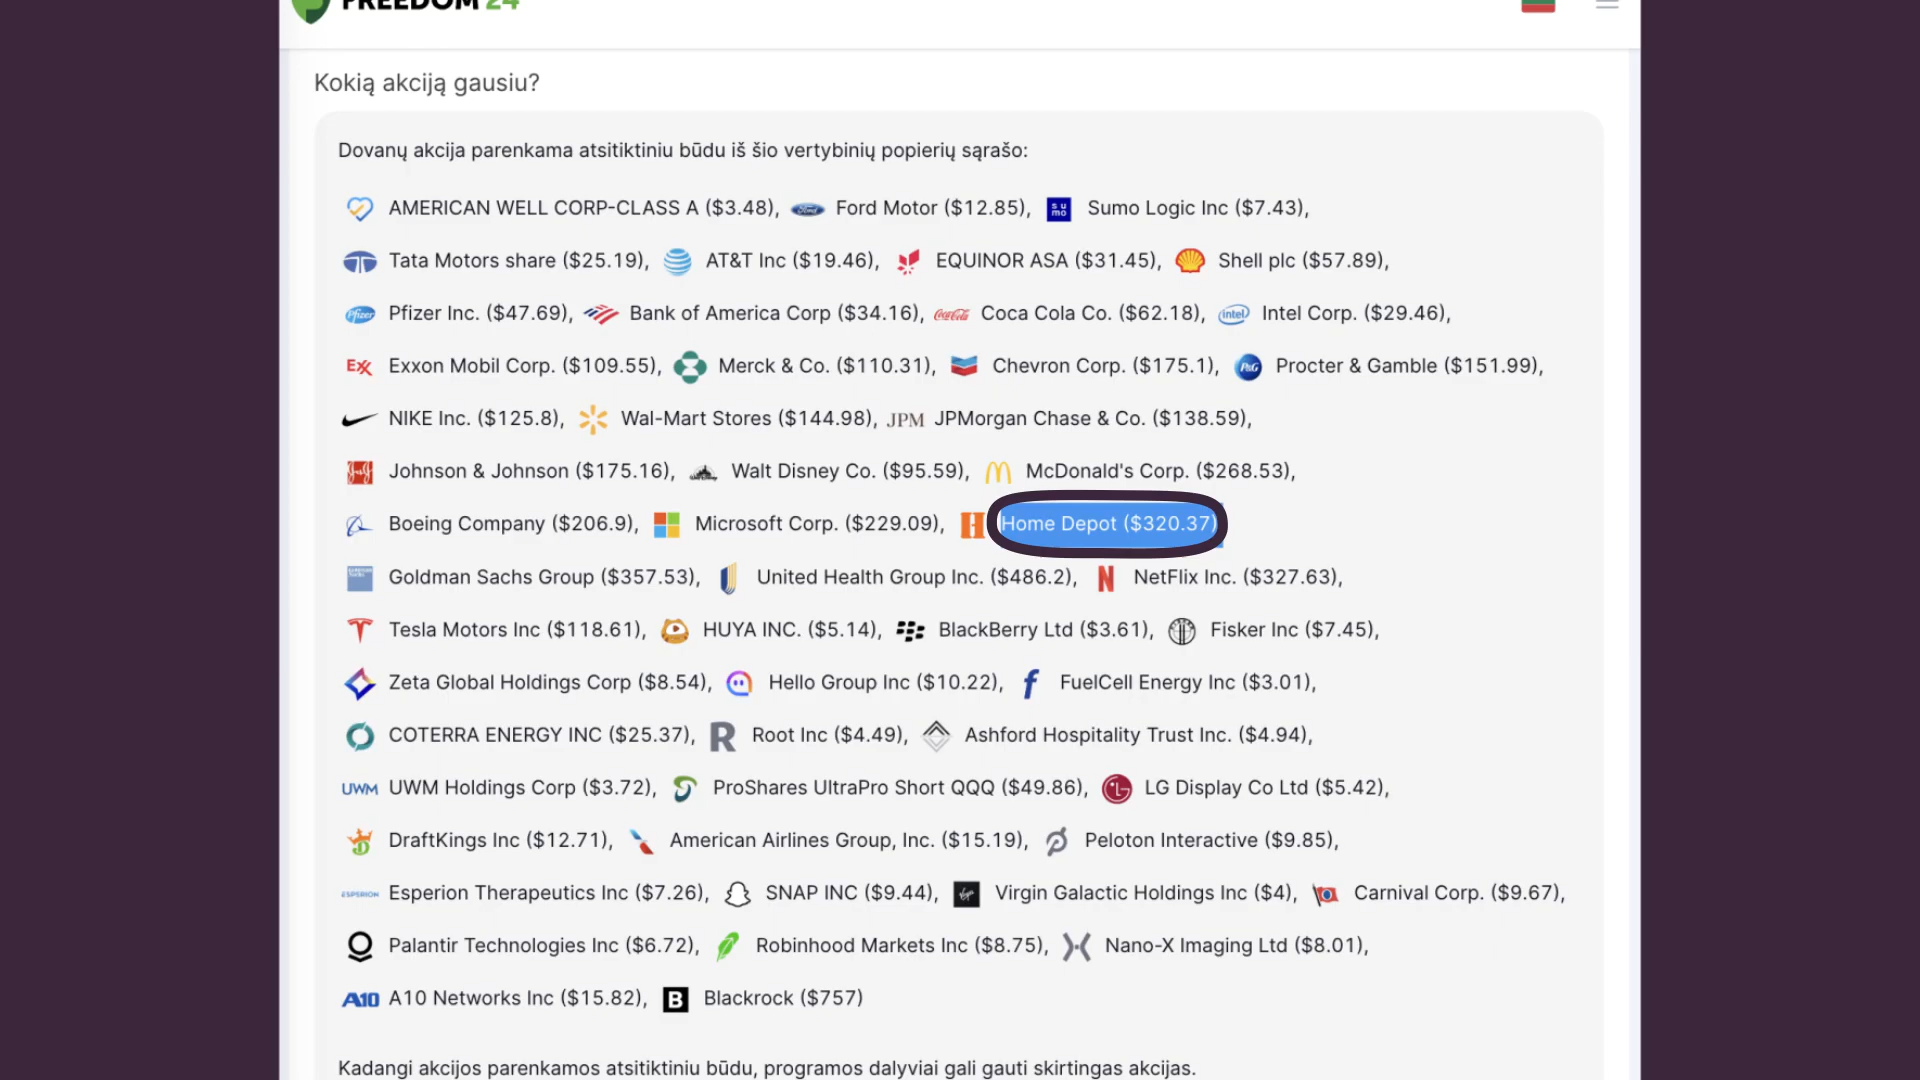 FREEDOM 24
Kokią akciją gausiu?
Dovanų akcija parenkama atsitiktiniu būdu iš šio vertybinių popierių sąrašo:
AMERICAN WELL CORP-CLASS A ($3.48), Ford Ford Motor ($12.85), sumo Sumo Logic Inc ($7.43),
Tata Motors share ($25.19), AT&T Inc ($19.46), EQUINOR ASA ($31.45), Shell plc ($57.89),
Pfizer Pfizer Inc. ($47.69), Bank of America Corp ($34.16), Coca-Cola Coca Cola Co. ($62.18), intel Intel Corp. ($29.46),
EXX Exxon Mobil Corp. ($109.55), Merck & Co. ($110.31), Chevron Corp. ($175.1), P&G Procter & Gamble ($151.99),
NIKE Inc. ($125.8), Wal-Mart Stores ($144.98), JPM JPMorgan Chase & Co. ($138.59),
J&J Johnson & Johnson ($175.16), Walt Disney Co. ($95.59), McDonald's Corp. ($268.53),
Boeing Company ($206.9), Microsoft Corp. ($229.09), Home Depot ($320.37)
Goldman Sachs Group ($357.53), United Health Group Inc. ($486.2), N NetFlix Inc. ($327.63),
Tesla Motors Inc ($118.61), HUYA INC. ($5.14), BlackBerry Ltd ($3.61), Fisker Inc ($7.45),
Zeta Global Holdings Corp ($8.54), Hello Group Inc ($10.22), f FuelCell Energy Inc ($3.01),
COTERRA ENERGY INC ($25.37), R Root Inc ($4.49), Ashford Hospitality Trust Inc. ($4.94),
UWM UWM Holdings Corp ($3.72), ProShares UltraPro Short QQQ ($49.86), LG LG Display Co Ltd ($5.42),
DraftKings Inc ($12.71), American Airlines Group, Inc. ($15.19), Peloton Interactive ($9.85),
ESPERION Esperion Therapeutics Inc ($7.26), SNAP INC ($9.44), Virgin Galactic Holdings Inc ($4), Carnival Corp. ($9.67),
Palantir Technologies Inc ($6.72), Robinhood Markets Inc ($8.75), Nano-X Imaging Ltd ($8.01),
A10 A10 Networks Inc ($15.82), B Blackrock ($757)
Kadangi akcijos parenkamos atsitiktiniu būdu, programos dalyviai gali gauti skirtingas akcijas.